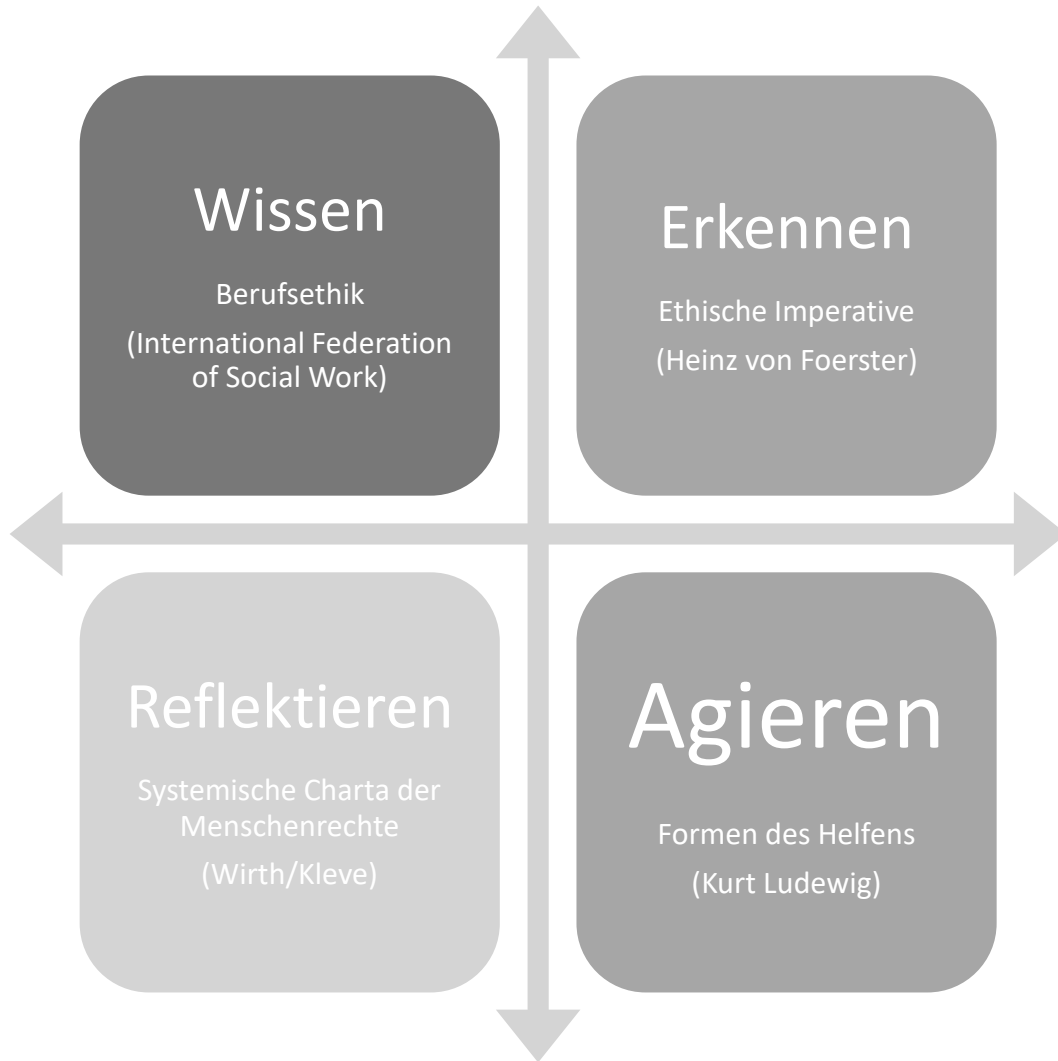 Wissen
Berufsethik
(International Federation
of Social Work)
Erkennen
Ethische Imperative
(Heinz von Foerster)
Reflektieren
Systemische Charta der
Menschenrechte
(Wirth/Kleve)
Agieren
Formen des Helfens
(Kurt Ludewig)